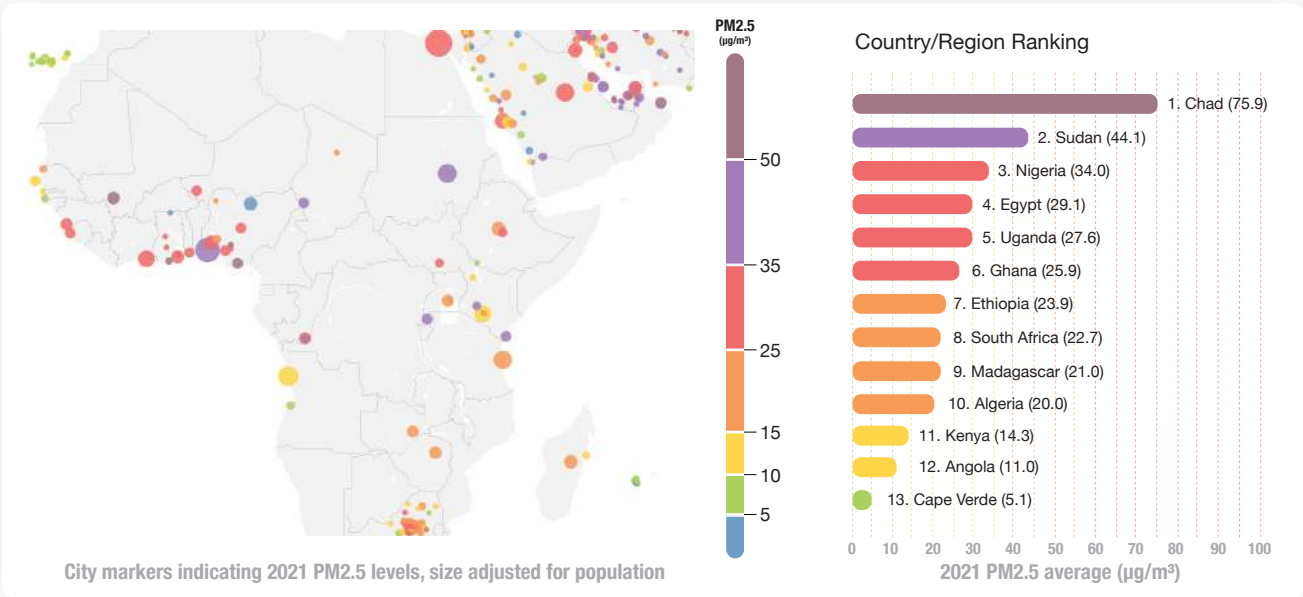 PM2.5
(µg/m³)
50
35
25
15
10
5
City markers indicating 2021 PM2.5 levels, size adjusted for population
Country/Region Ranking
1. Chad (75.9)
2. Sudan (44.1)
3. Nigeria (34.0)
4. Egypt (29.1)
5. Uganda (27.6)
6. Ghana (25.9)
7. Ethiopia (23.9)
8. South Africa (22.7)
9. Madagascar (21.0)
10. Algeria (20.0)
11. Kenya (14.3)
12. Angola (11.0)
13. Cape Verde (5.1)
0 10 20 30 40 50 60 70 80 90 100
2021 PM2.5 average (µg/m³)